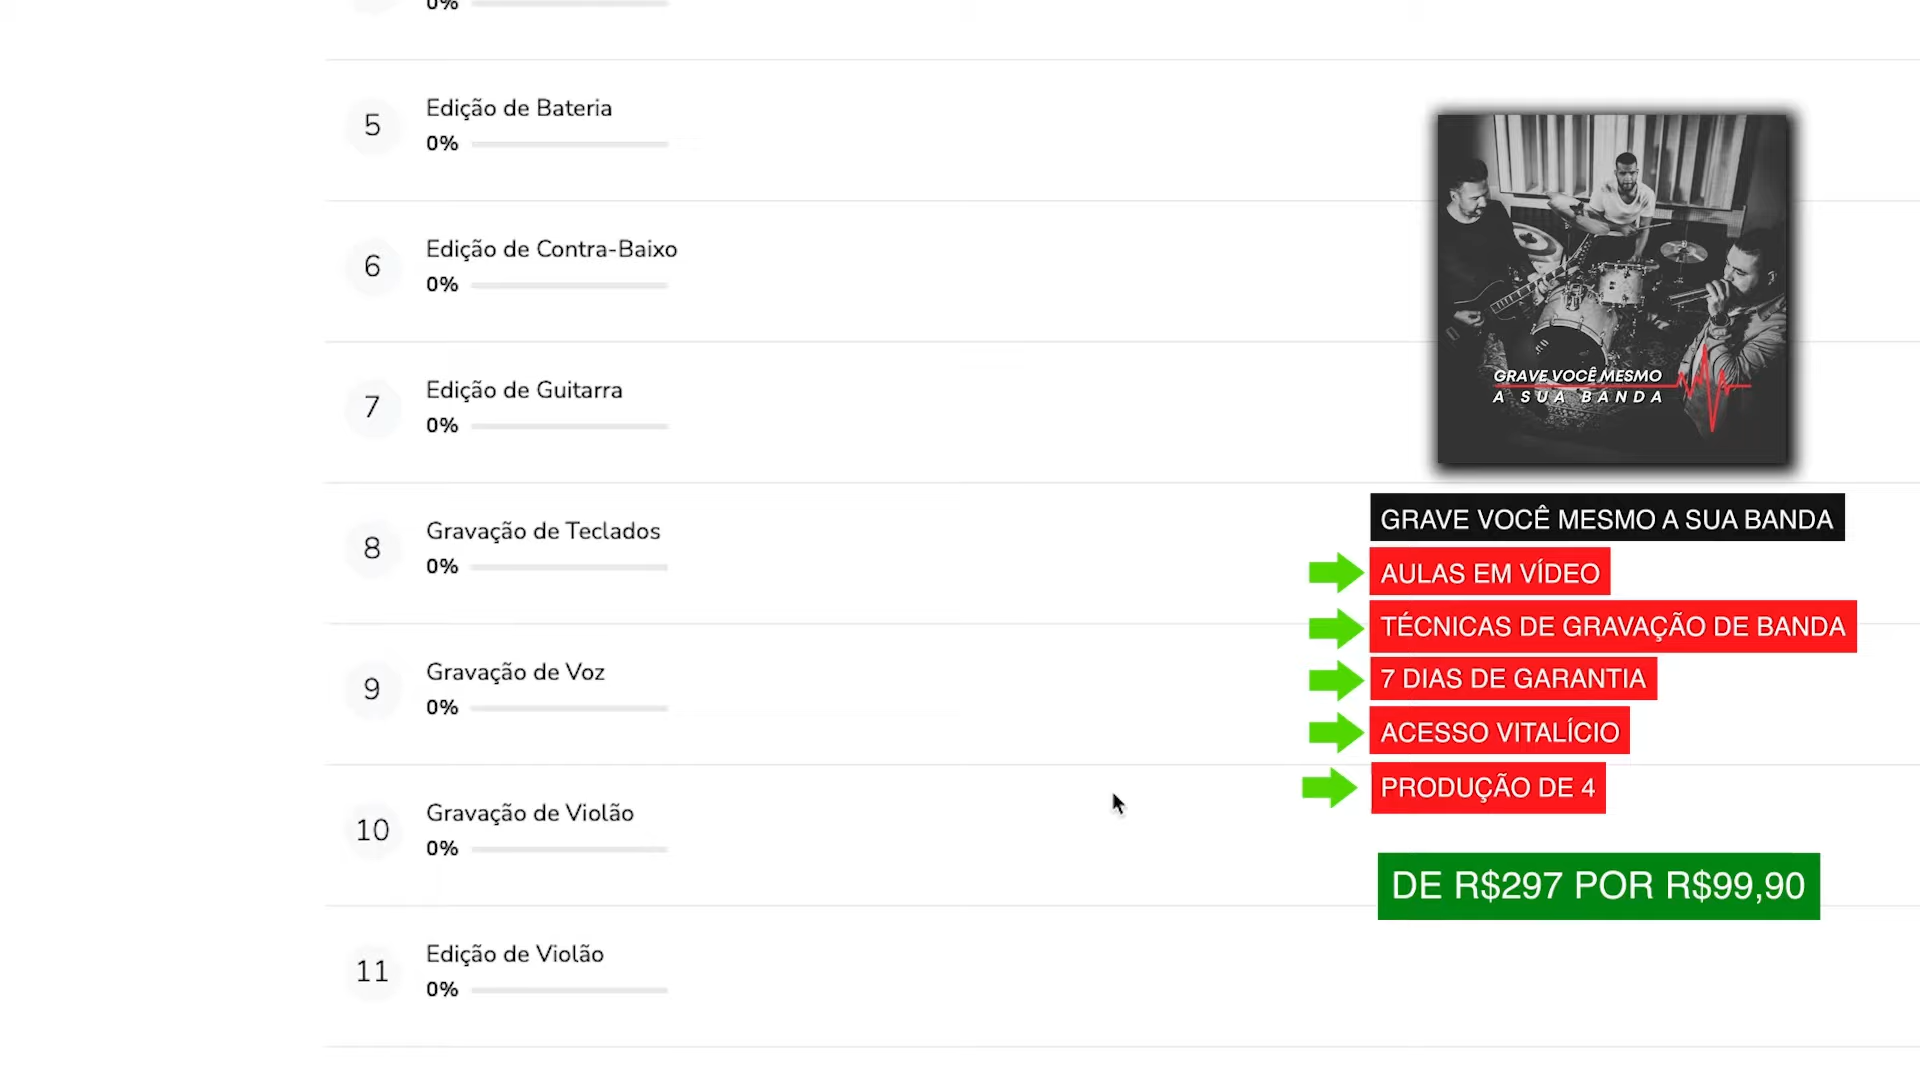 0%
5
Edição de Bateria
0%
6
Edição de Contra-Baixo
0%
7
Edição de Guitarra
0%
8
Gravação de Teclados
0%
9
Gravação de Voz
0%
10
Gravação de Violão
0%
11
Edição de Violão
0%
GRAVE VOCÊ MESMO
A SUA BANDA
GRAVE VOCÊ MESMO A SUA BANDA
AULAS EM VÍDEO
TÉCNICAS DE GRAVAÇÃO DE BANDA
7 DIAS DE GARANTIA
ACESSO VITALÍCIO
PRODUÇÃO DE 4
DE R$297 POR R$99,90